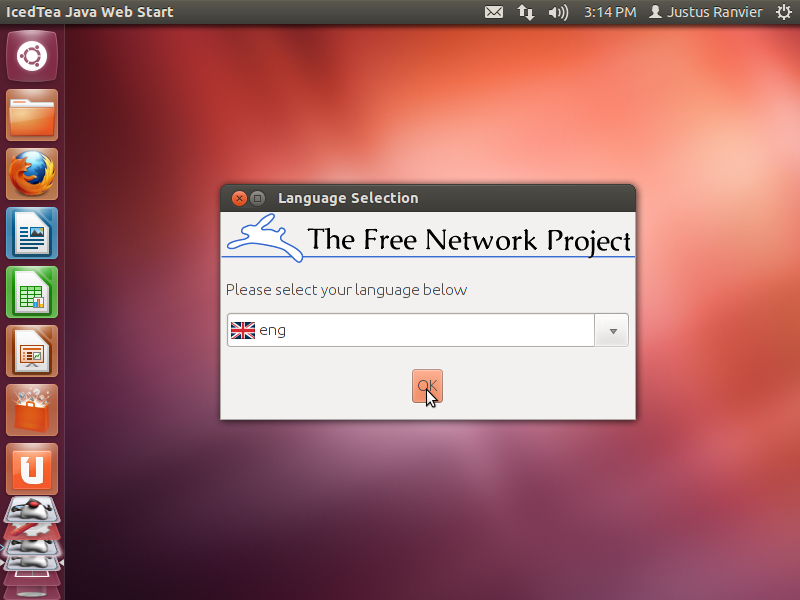 IcedTea Java Web Start
3:14 PM
Justus Ranvier
Language Selection
The Free Network Project
Please select your language below
eng
OK